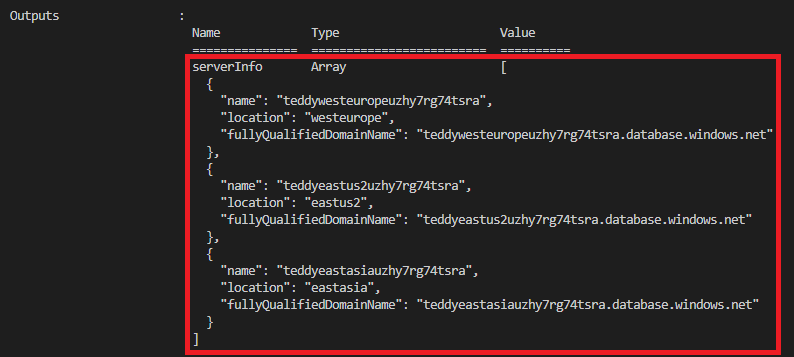 Outputs                 :
                          Name             Type                       Value
                          ===============  =========================  ==========
                          serverInfo       Array                      [
                            {
                              "name": "teddywesteuropeuzhy7rg74tsra",
                              "location": "westeurope",
                              "fullyQualifiedDomainName": "teddywesteuropeuzhy7rg74tsra.database.windows.net"
                            },
                            {
                              "name": "teddyeastus2uzhy7rg74tsra",
                              "location": "eastus2",
                              "fullyQualifiedDomainName": "teddyeastus2uzhy7rg74tsra.database.windows.net"
                            },
                            {
                              "name": "teddyeastasiauzhy7rg74tsra",
                              "location": "eastasia",
                              "fullyQualifiedDomainName": "teddyeastasiauzhy7rg74tsra.database.windows.net"
                            }
                          ]